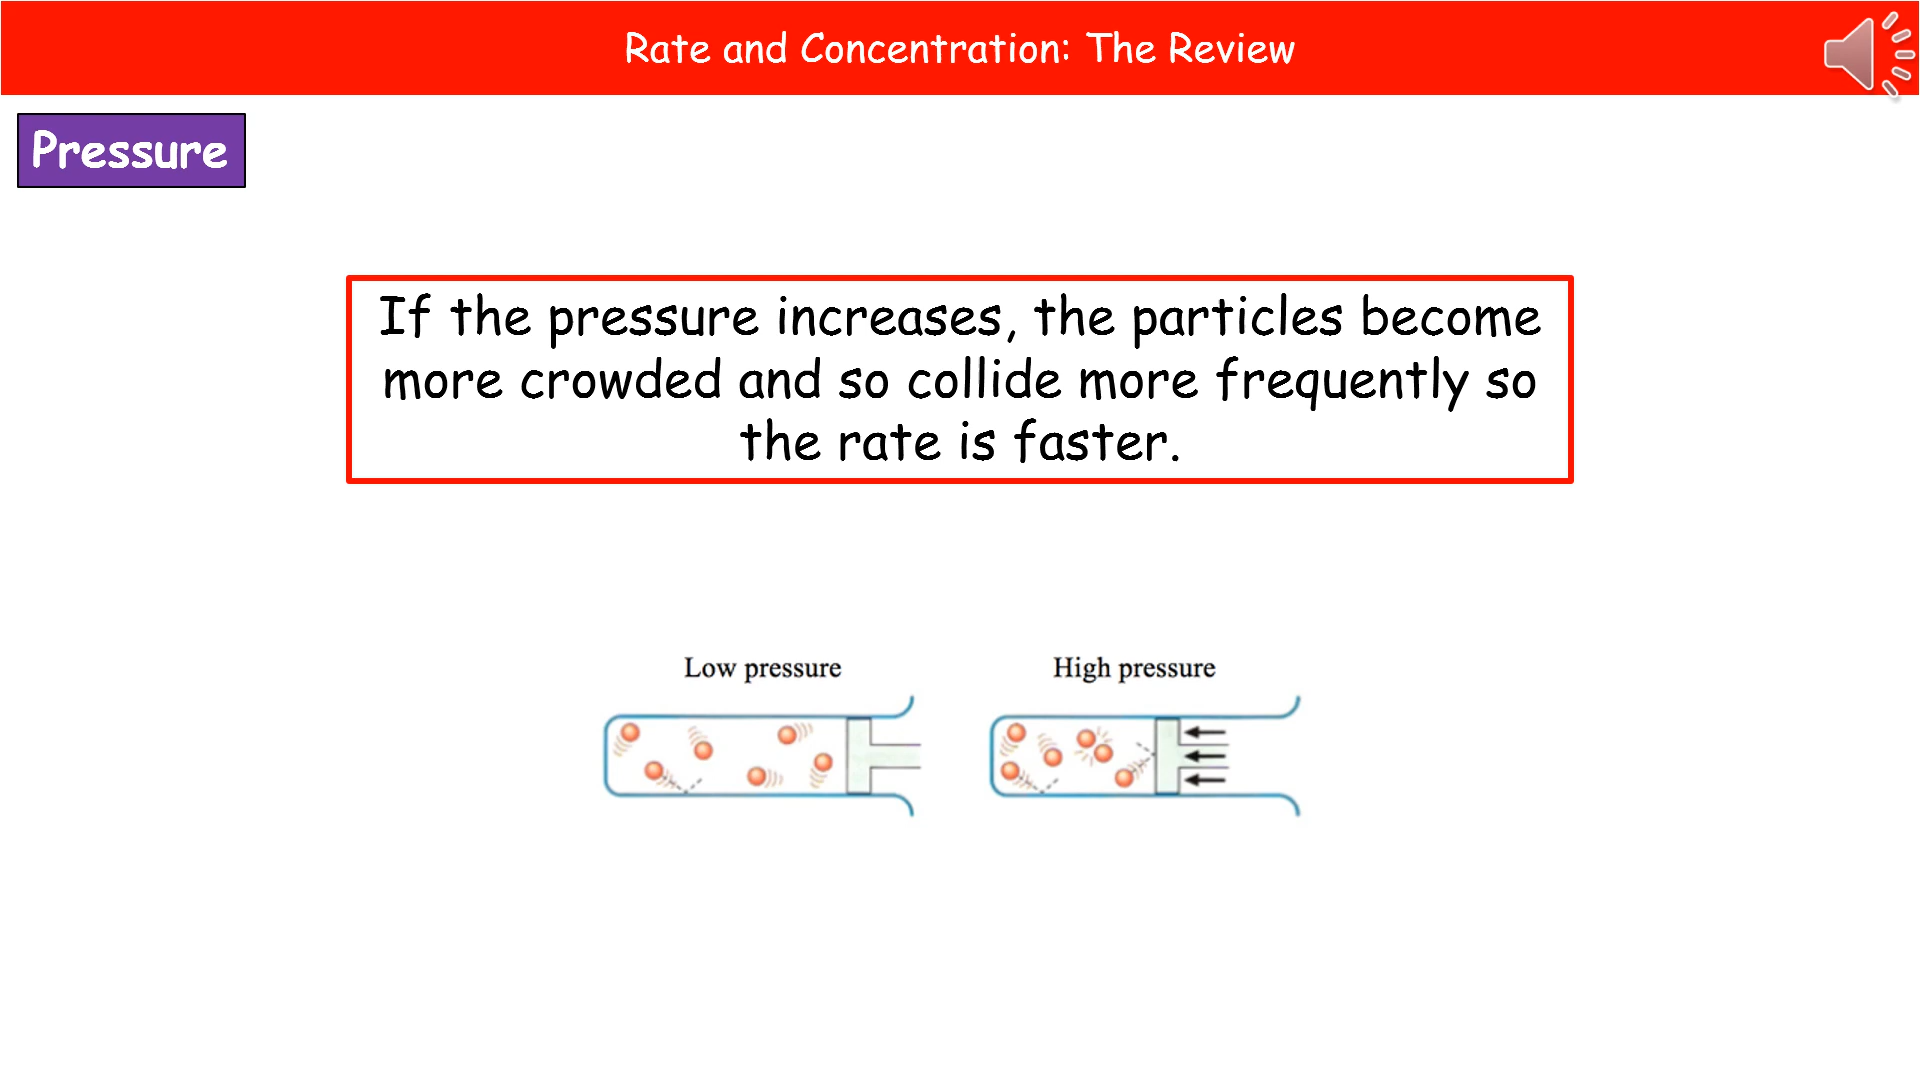 Rate and Concentration: The Review
Pressure
If the pressure increases, the particles become
more crowded and so collide more frequently so
the rate is faster.
Low pressure
High pressure